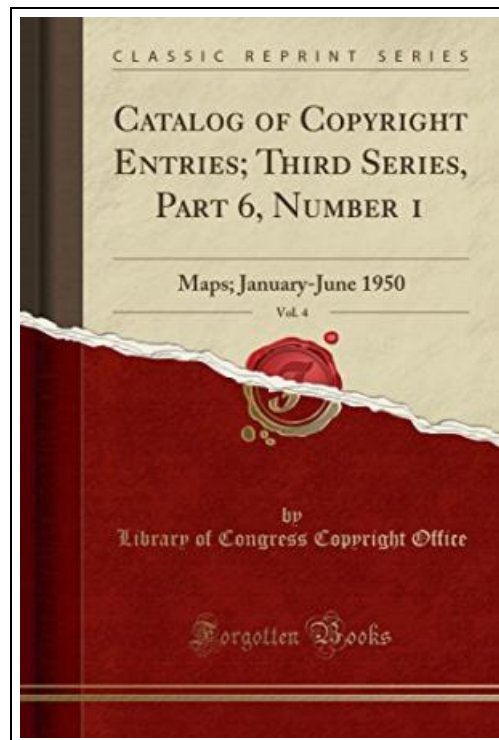 CLASSIC REPRINT SERIES
CATALOG OF COPYRIGHT
ENTRIES; THIRD SERIES,
PART 6, NUMBER 1
Maps; January-June 1950
Vol. 4
by
Library of Congress Copyright Office
Forgotten Books